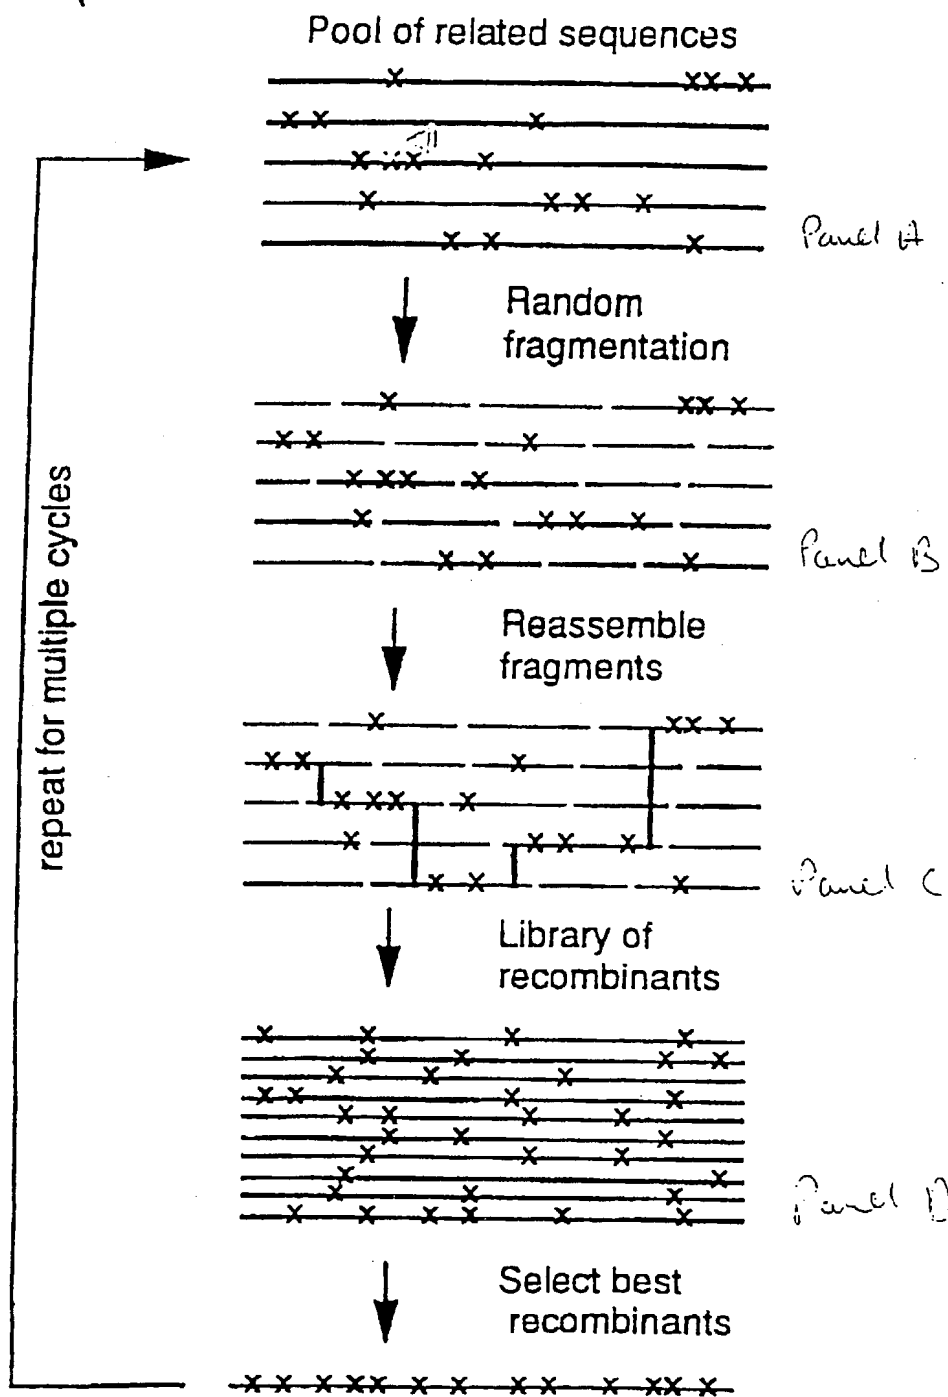 Pool of related sequences
Panel A
Random
fragmentation
Panel B
repeat for multiple cycles
Reassemble
fragments
Panel C
Library of
recombinants
Panel D
Select best
recombinants